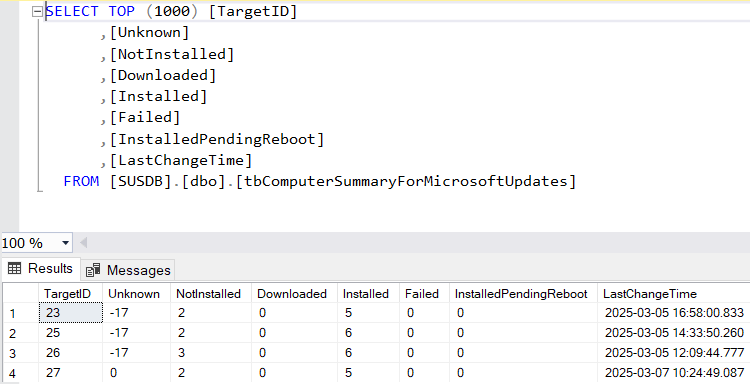 SELECT TOP (1000) [TargetID]
,[Unknown]
,[NotInstalled]
,[Downloaded]
,[Installed]
,[Failed]
,[InstalledPendingReboot]
,[LastChangeTime]
FROM [SUSDB].[dbo].[tbComputerSummaryForMicrosoftUpdates]
100 %
Results Messages
TargetID Unknown NotInstalled Downloaded Installed Failed InstalledPendingReboot LastChangeTime
1 23 -17 2 0 5 0 0 2025-03-05 16:58:00.833
2 25 -17 2 0 6 0 0 2025-03-05 14:33:50.260
3 26 -17 3 0 6 0 0 2025-03-05 12:09:44.777
4 27 0 2 0 5 0 0 2025-03-07 10:24:49.087